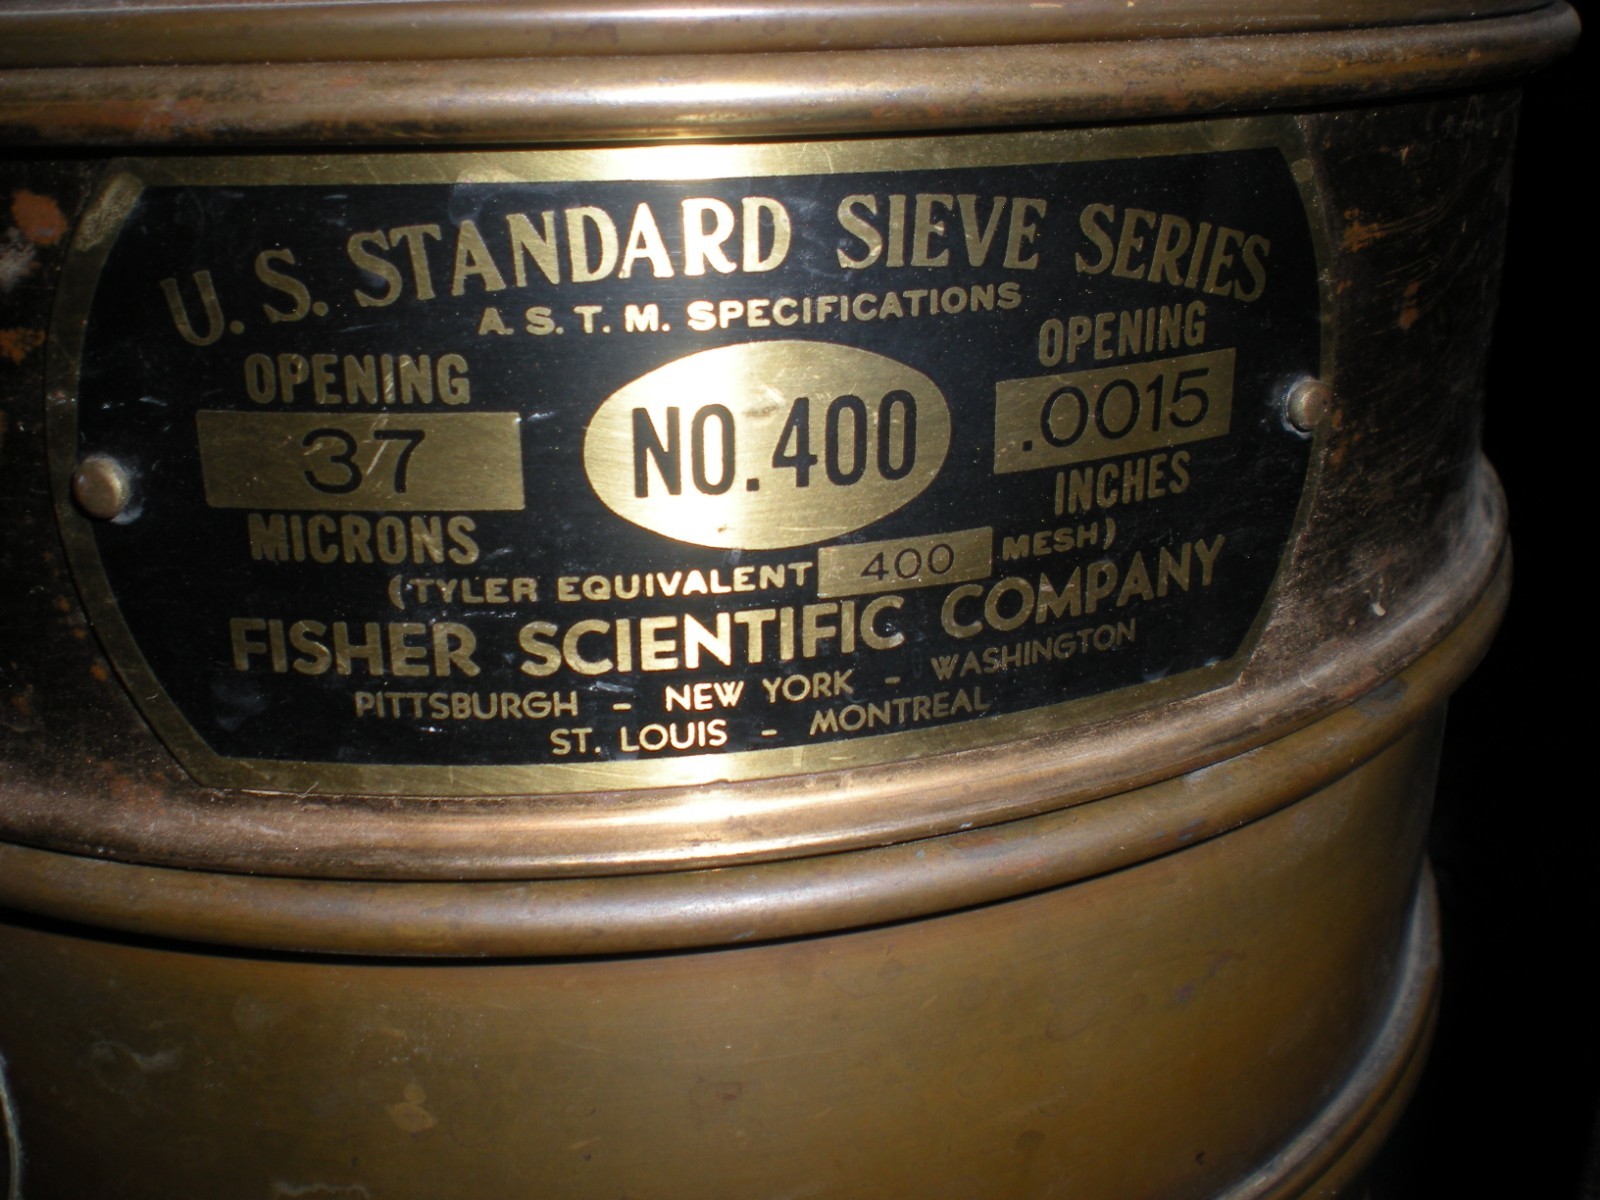 U. S. STANDARD SIEVE SERIES
A. S. T. M. SPECIFICATIONS
OPENING
37
MICRONS
NO. 400
OPENING
.0015
INCHES
(TYLER EQUIVALENT 400 MESH)
FISHER SCIENTIFIC COMPANY
PITTSBURGH – NEW YORK – WASHINGTON
ST. LOUIS – MONTREAL